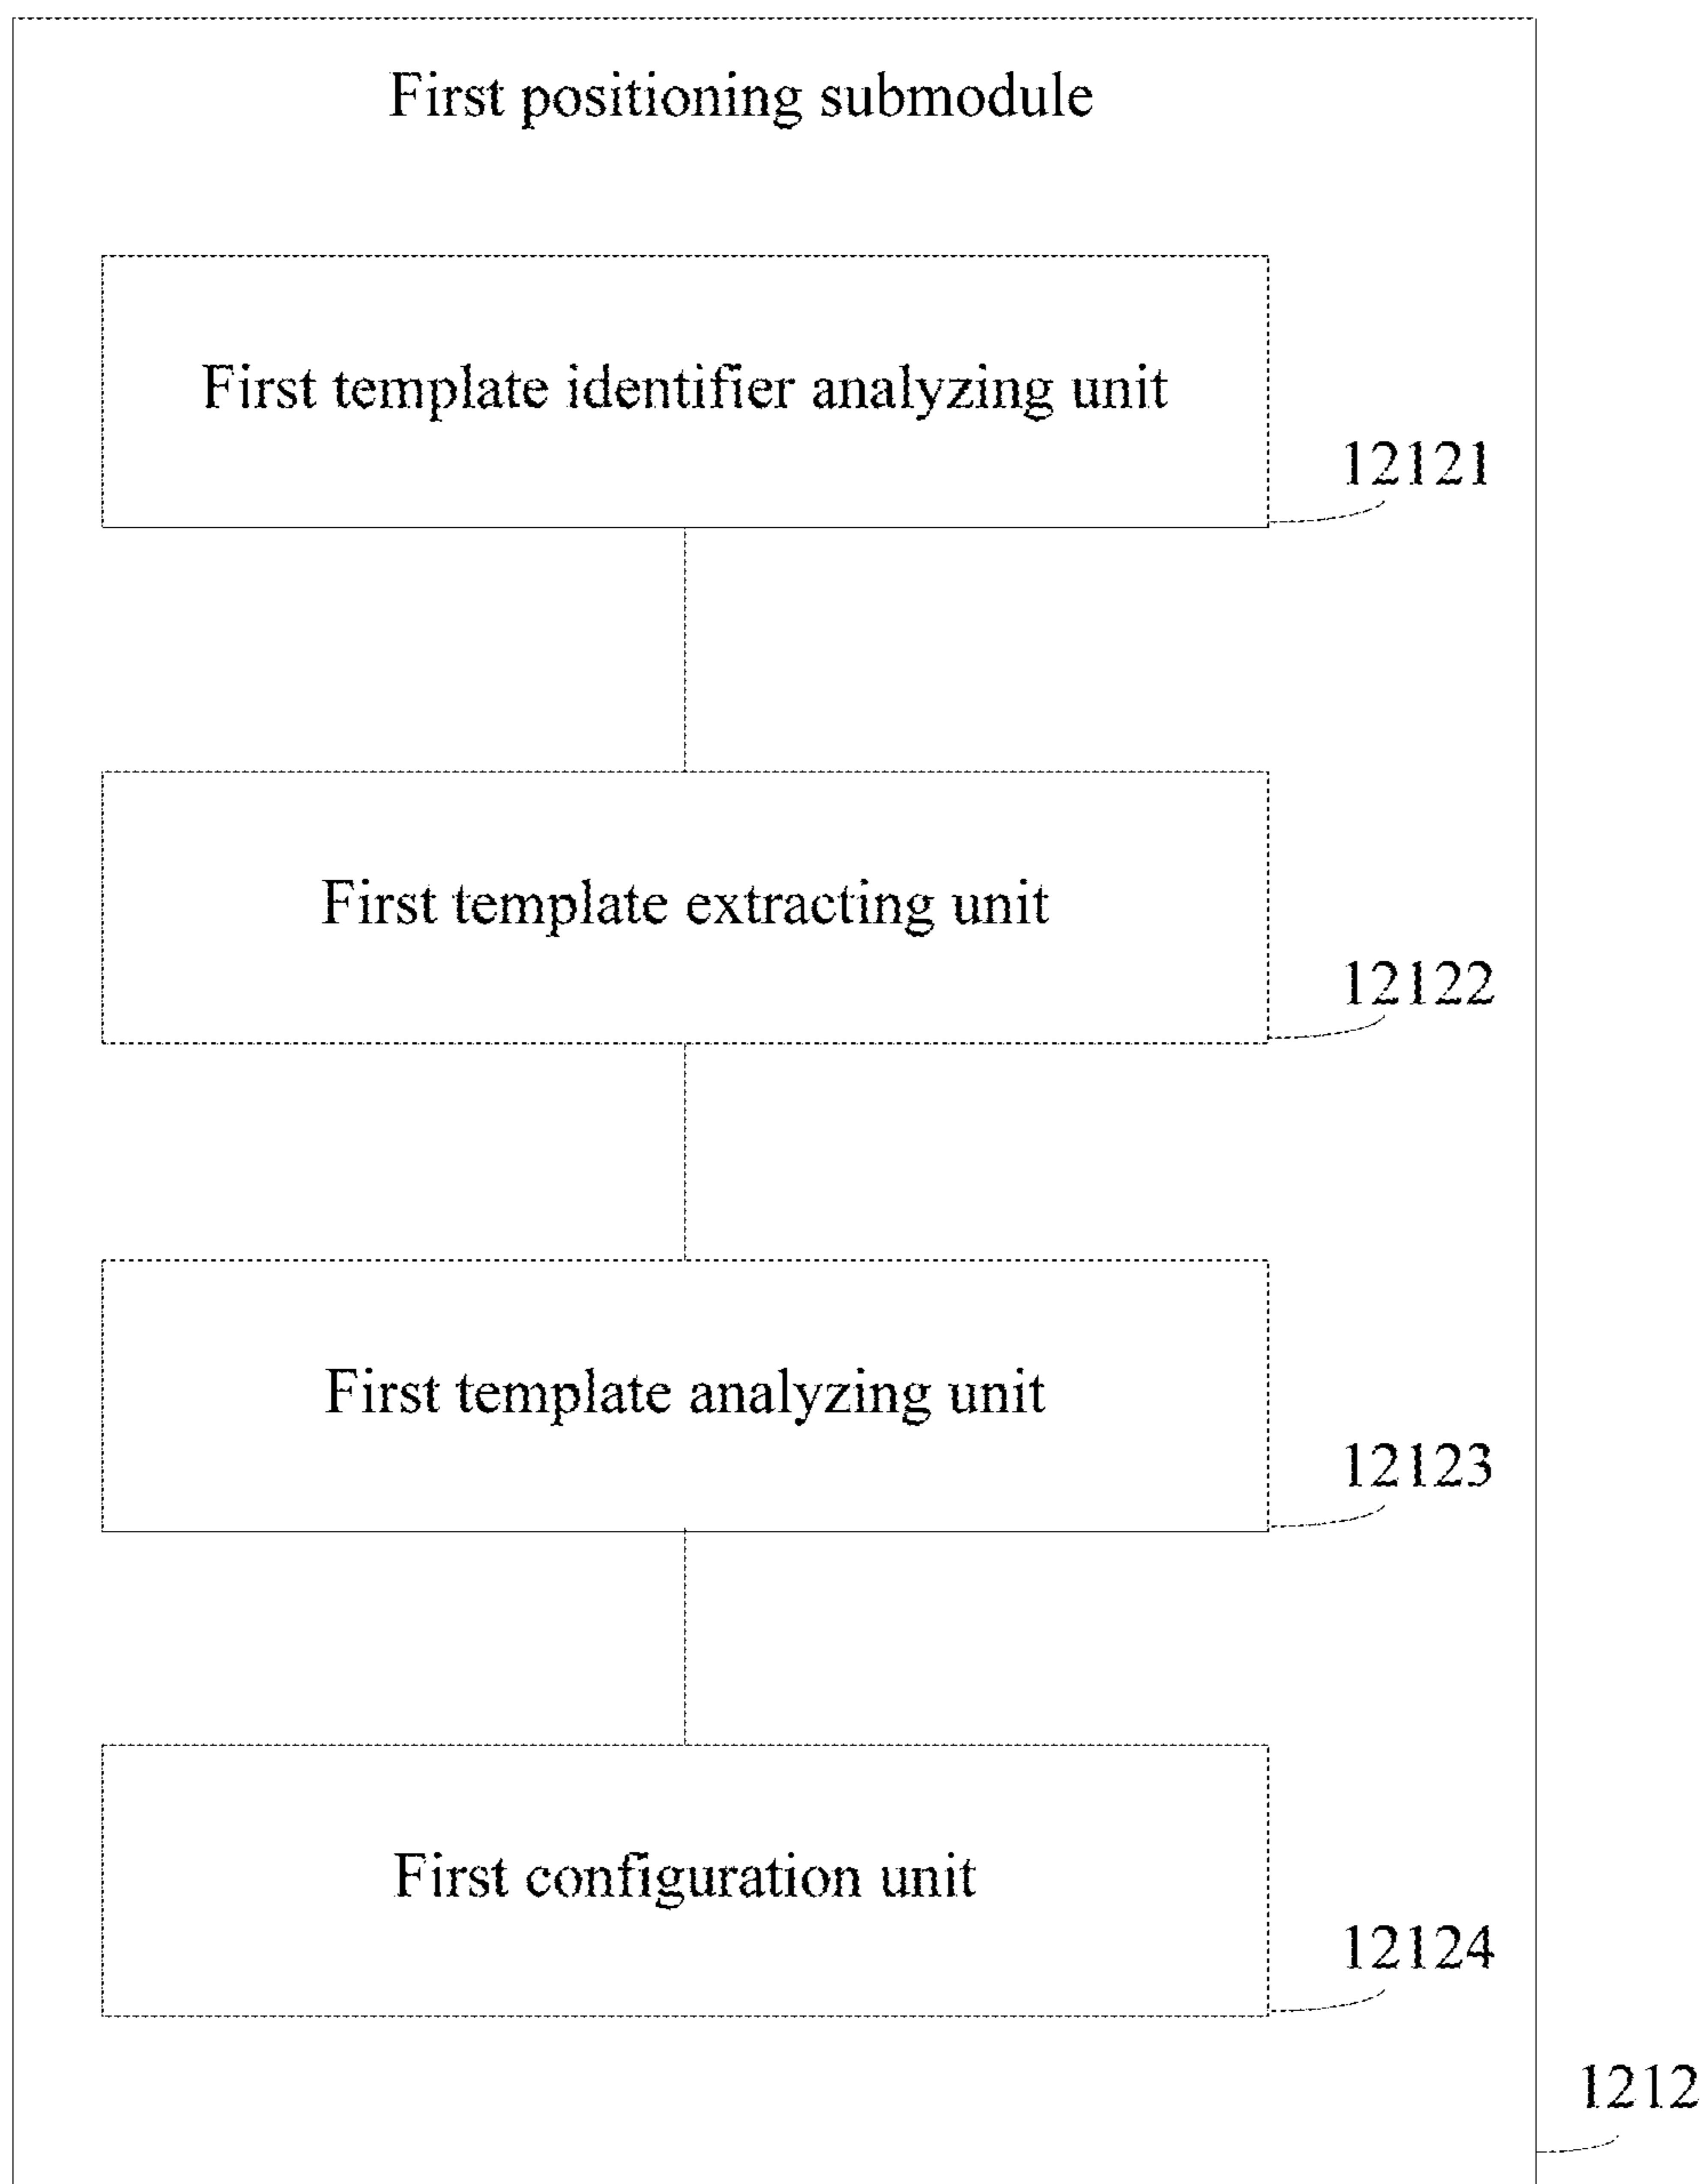 First positioning submodule
First template identifier analyzing unit
12121
First template extracting unit
12122
First template analyzing unit
12123
First configuration unit
12124
1212